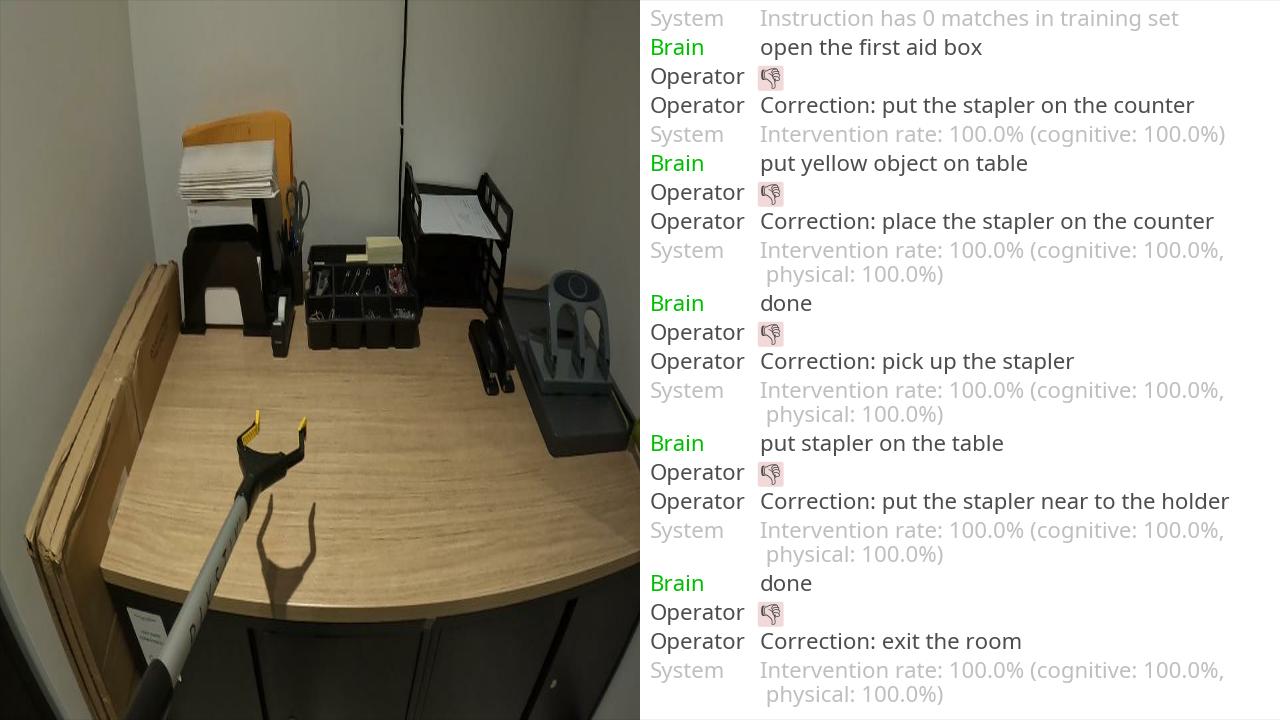 System Instruction has 0 matches in training set
Brain open the first aid box
Operator 👎
Operator Correction: put the stapler on the counter
System Intervention rate: 100.0% (cognitive: 100.0%)
Brain put yellow object on table
Operator 👎
Operator Correction: place the stapler on the counter
System Intervention rate: 100.0% (cognitive: 100.0%,
physical: 100.0%)
Brain done
Operator 👎
Operator Correction: pick up the stapler
System Intervention rate: 100.0% (cognitive: 100.0%,
physical: 100.0%)
Brain put stapler on the table
Operator 👎
Operator Correction: put the stapler near to the holder
System Intervention rate: 100.0% (cognitive: 100.0%,
physical: 100.0%)
Brain done
Operator 👎
Operator Correction: exit the room
System Intervention rate: 100.0% (cognitive: 100.0%,
physical: 100.0%)